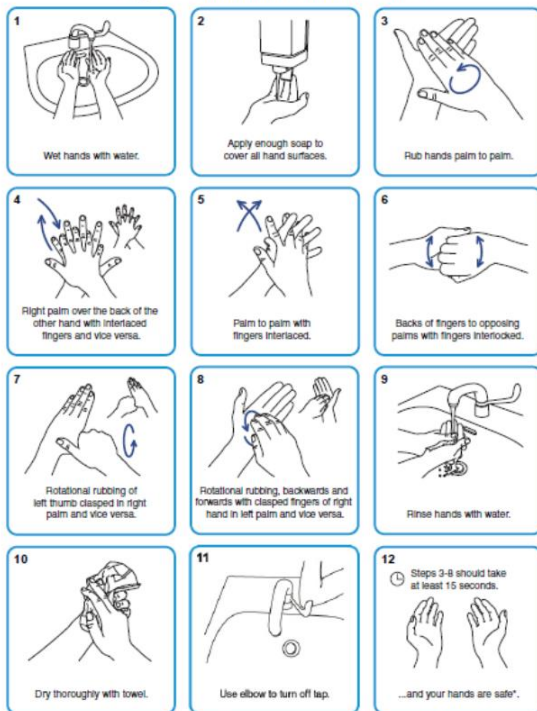 1
Wet hands with water.
2
Apply enough soap to
cover all hand surfaces.
3
Rub hands palm to palm.
4
Right palm over the back of the
other hand with interlaced
fingers and vice versa.
5
Palm to palm with
fingers interlaced.
6
Backs of fingers to opposing
palms with fingers interlocked.
7
Rotational rubbing of
left thumb clasped in right
palm and vice versa.
8
Rotational rubbing, backwards and
forwards with clasped fingers of right
hand in left palm and vice versa.
9
Rinse hands with water.
10
Dry thoroughly with towel.
11
Use elbow to turn off tap.
12
Steps 3-8 should take
at least 15 seconds.
...and your hands are safe*.